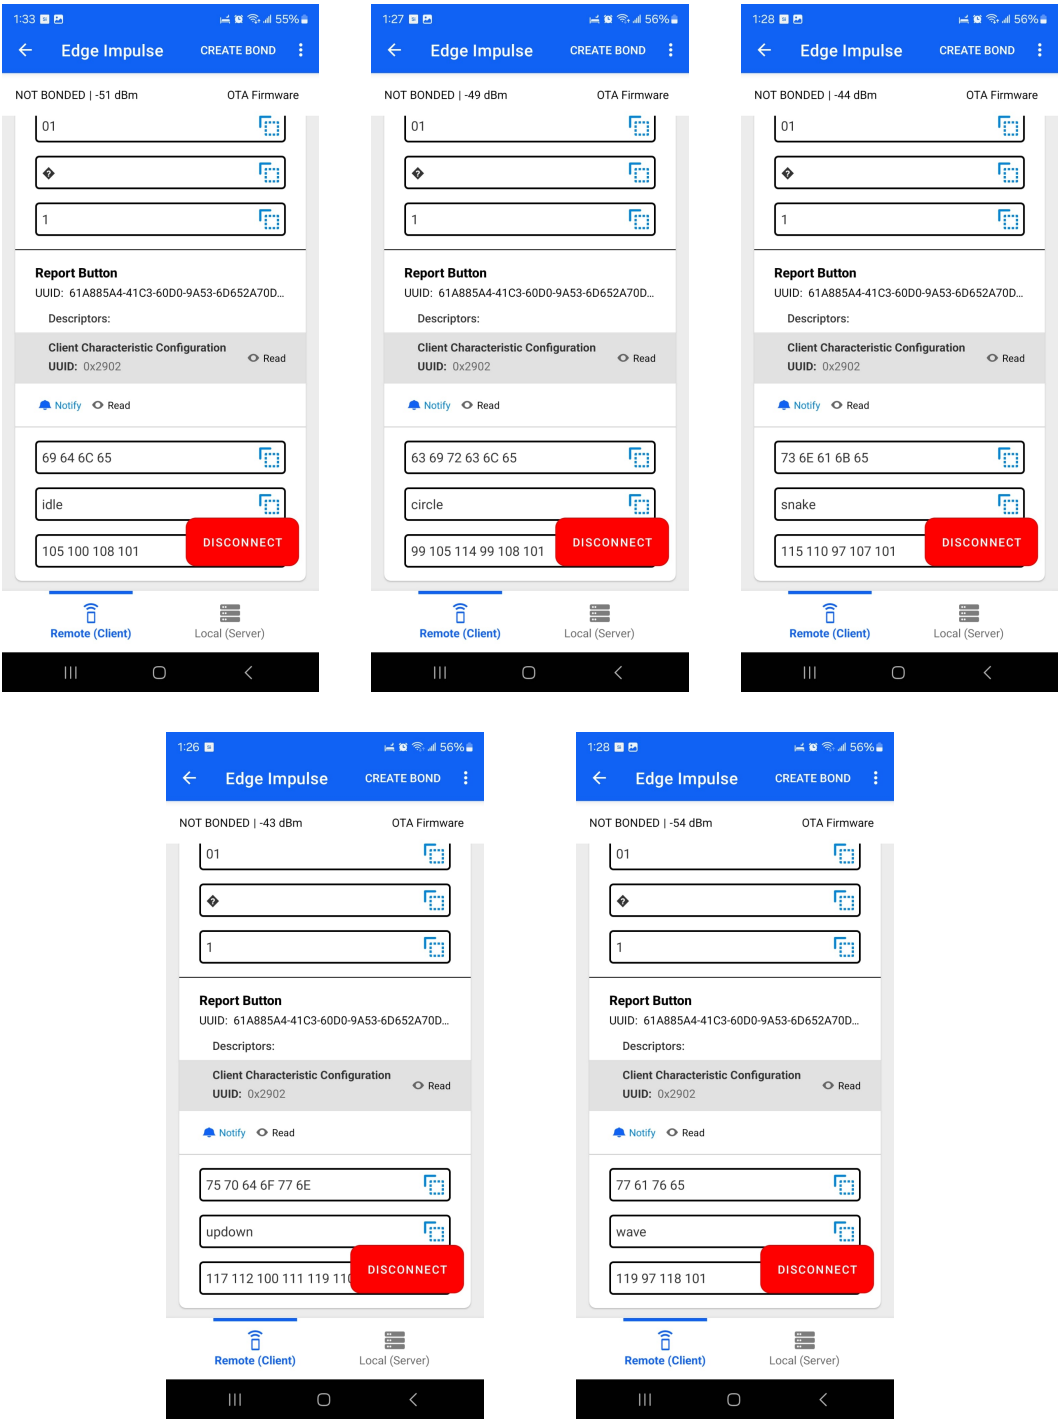 1:33 55%
Edge Impulse CREATE BOND
NOT BONDED | -51 dBm OTA Firmware
01
�
1
Report Button
UUID: 61A885A4-41C3-60D0-9A53-6D652A70D...
Descriptors:
Client Characteristic Configuration
UUID: 0x2902 Read
Notify Read
69 64 6C 65
idle
105 100 108 101
DISCONNECT
Remote (Client) Local (Server)
1:27 56%
Edge Impulse CREATE BOND
NOT BONDED | -49 dBm OTA Firmware
01
�
1
Report Button
UUID: 61A885A4-41C3-60D0-9A53-6D652A70D...
Descriptors:
Client Characteristic Configuration
UUID: 0x2902 Read
Notify Read
63 69 72 63 6C 65
circle
99 105 114 99 108 101
DISCONNECT
Remote (Client) Local (Server)
1:28 56%
Edge Impulse CREATE BOND
NOT BONDED | -44 dBm OTA Firmware
01
�
1
Report Button
UUID: 61A885A4-41C3-60D0-9A53-6D652A70D...
Descriptors:
Client Characteristic Configuration
UUID: 0x2902 Read
Notify Read
73 6E 61 6B 65
snake
115 110 97 107 101
DISCONNECT
Remote (Client) Local (Server)
1:26 56%
Edge Impulse CREATE BOND
NOT BONDED | -43 dBm OTA Firmware
01
�
1
Report Button
UUID: 61A885A4-41C3-60D0-9A53-6D652A70D...
Descriptors:
Client Characteristic Configuration
UUID: 0x2902 Read
Notify Read
75 70 64 6F 77 6E
updown
117 112 100 111 119 110
DISCONNECT
Remote (Client) Local (Server)
1:28 56%
Edge Impulse CREATE BOND
NOT BONDED | -54 dBm OTA Firmware
01
�
1
Report Button
UUID: 61A885A4-41C3-60D0-9A53-6D652A70D...
Descriptors:
Client Characteristic Configuration
UUID: 0x2902 Read
Notify Read
77 61 76 65
wave
119 97 118 101
DISCONNECT
Remote (Client) Local (Server)